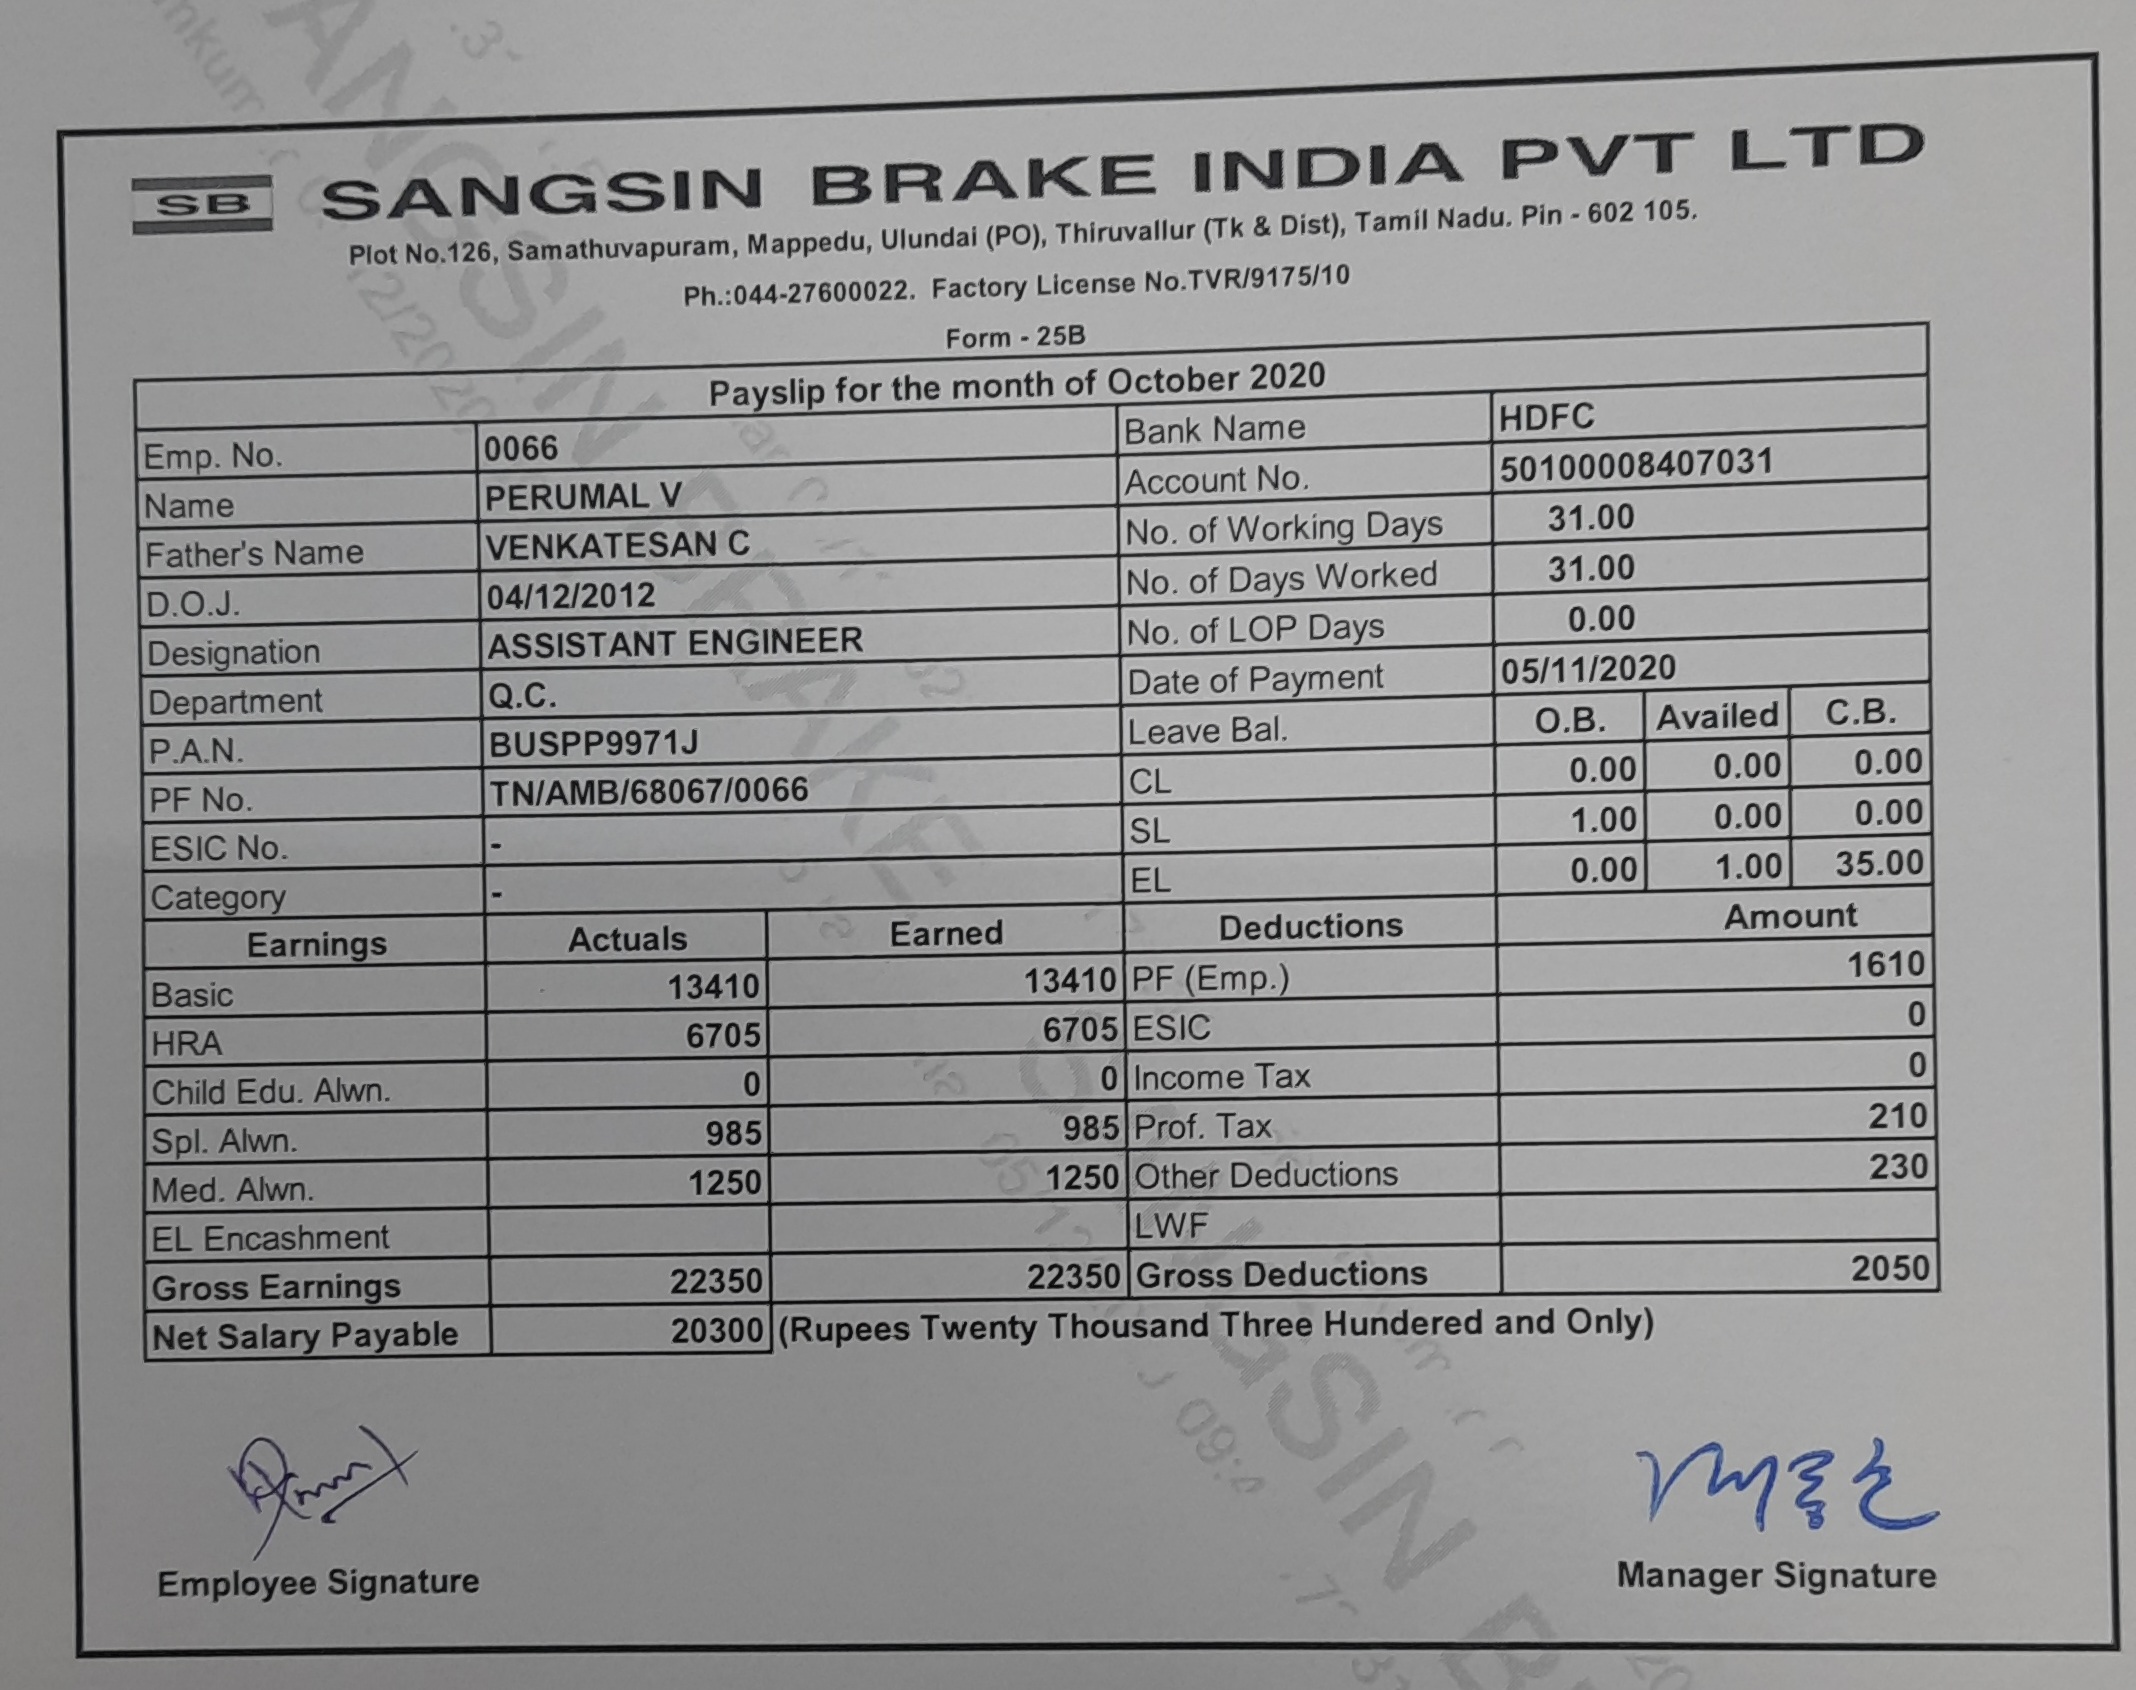 SB SANGSIN BRAKE INDIA PVT LTD
Plot No.126, Samathuvapuram, Mappedu, Ulundai (PO), Thiruvallur (Tk & Dist), Tamil Nadu. Pin - 602 105.
Ph.:044-27600022. Factory License No.TVR/9175/10
Form - 25B
Payslip for the month of October 2020
Emp. No. 0066 Bank Name HDFC
Name PERUMAL V Account No. 50100008407031
Father's Name VENKATESAN C No. of Working Days 31.00
D.O.J. 04/12/2012 No. of Days Worked 31.00
Designation ASSISTANT ENGINEER No. of LOP Days 0.00
Department Q.C. Date of Payment 05/11/2020
P.A.N. BUSPP9971J Leave Bal. O.B. Availed C.B.
PF No. TN/AMB/68067/0066 CL 0.00 0.00 0.00
ESIC No. - SL 1.00 0.00 0.00
Category - EL 0.00 1.00 35.00
Earnings Actuals Earned Deductions Amount
Basic 13410 13410 PF (Emp.) 1610
HRA 6705 6705 ESIC 0
Child Edu. Alwn. 0 0 Income Tax 0
Spl. Alwn. 985 985 Prof. Tax 210
Med. Alwn. 1250 1250 Other Deductions 230
EL Encashment LWF
Gross Earnings 22350 22350 Gross Deductions 2050
Net Salary Payable 20300 (Rupees Twenty Thousand Three Hundered and Only)
Employee Signature Manager Signature